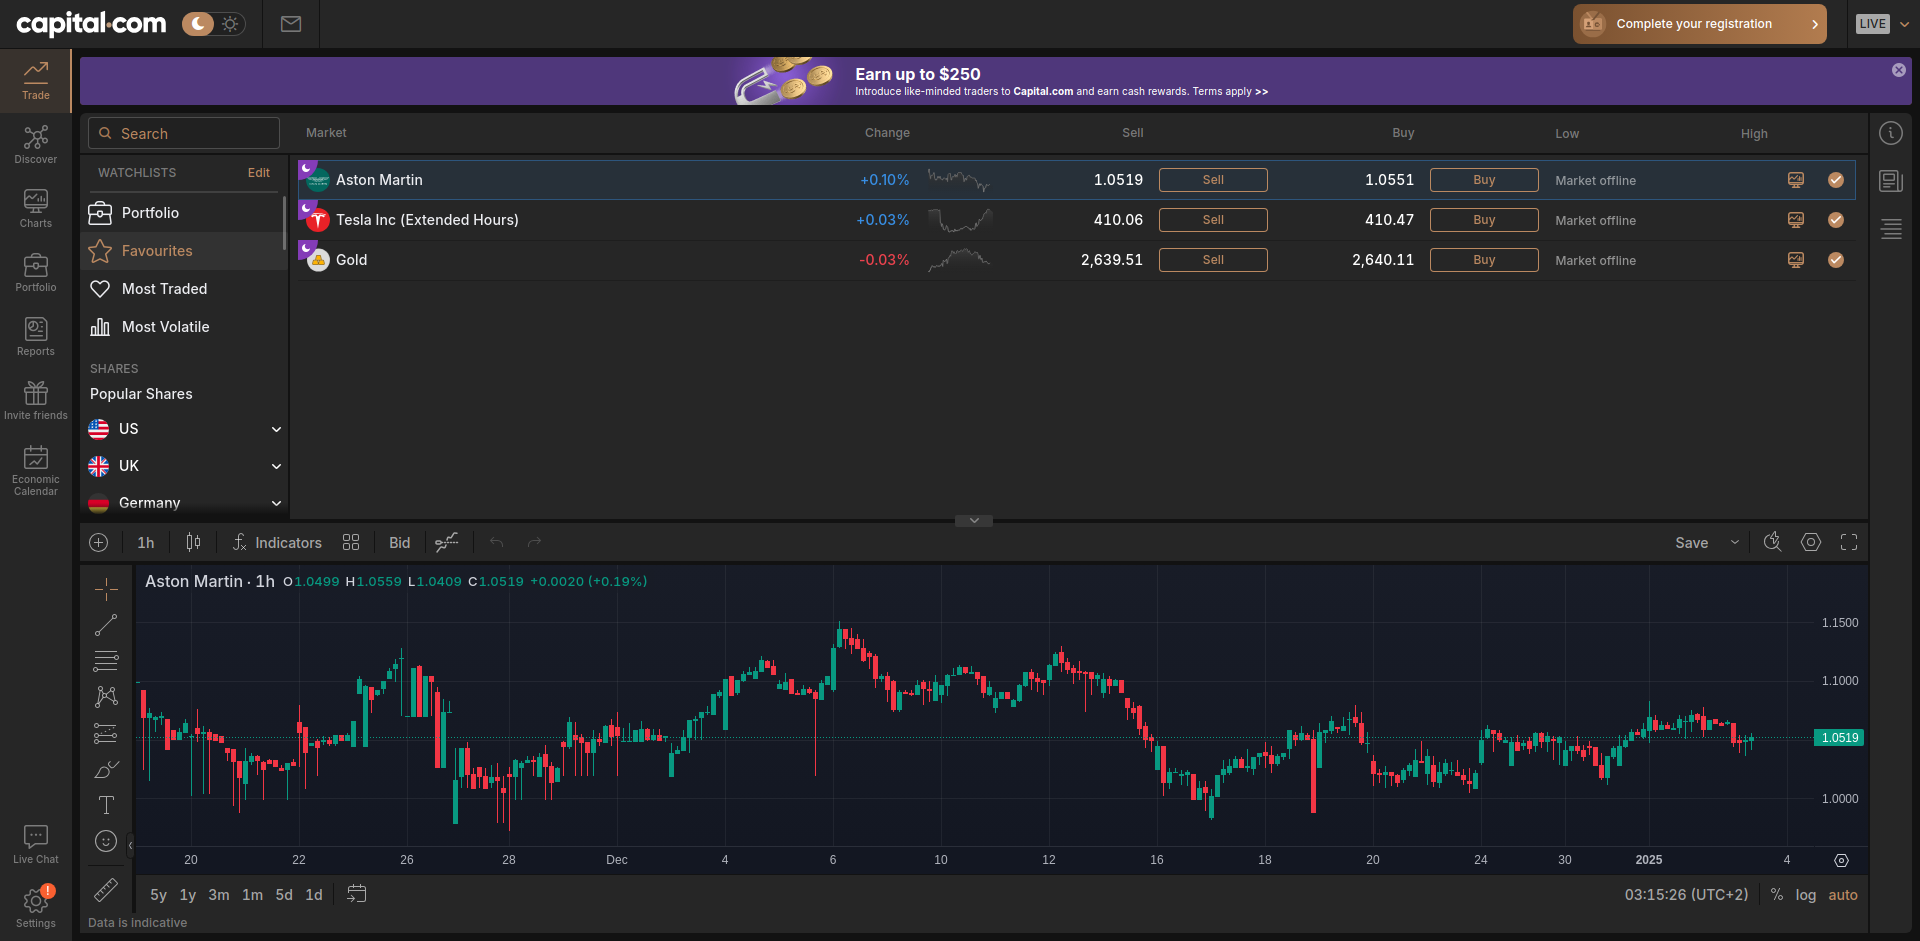 capital.com
Complete your registration
LIVE
Trade
Discover
Charts
Portfolio
Reports
Invite friends
Economic
Calendar
Live Chat
Settings
!
Earn up to $250
Introduce like-minded traders to Capital.com and earn cash rewards. Terms apply >>
Search
WATCHLISTS Edit
Portfolio
Favourites
Most Traded
Most Volatile
SHARES
Popular Shares
US
UK
Germany
Market Change Sell Buy Low High
Aston Martin +0.10% 1.0519 Sell 1.0551 Buy Market offline
Tesla Inc (Extended Hours) +0.03% 410.06 Sell 410.47 Buy Market offline
Gold -0.03% 2,639.51 Sell 2,640.11 Buy Market offline
1h Indicators Bid Save
Aston Martin · 1h O1.0499 H1.0559 L1.0409 C1.0519 +0.0020 (+0.19%)
1.1500
1.1000
1.0519
1.0000
20 22 26 28 Dec 4 6 10 12 16 18 20 24 30 2025 4
5y 1y 3m 1m 5d 1d 03:15:26 (UTC+2) % log auto
Data is indicative